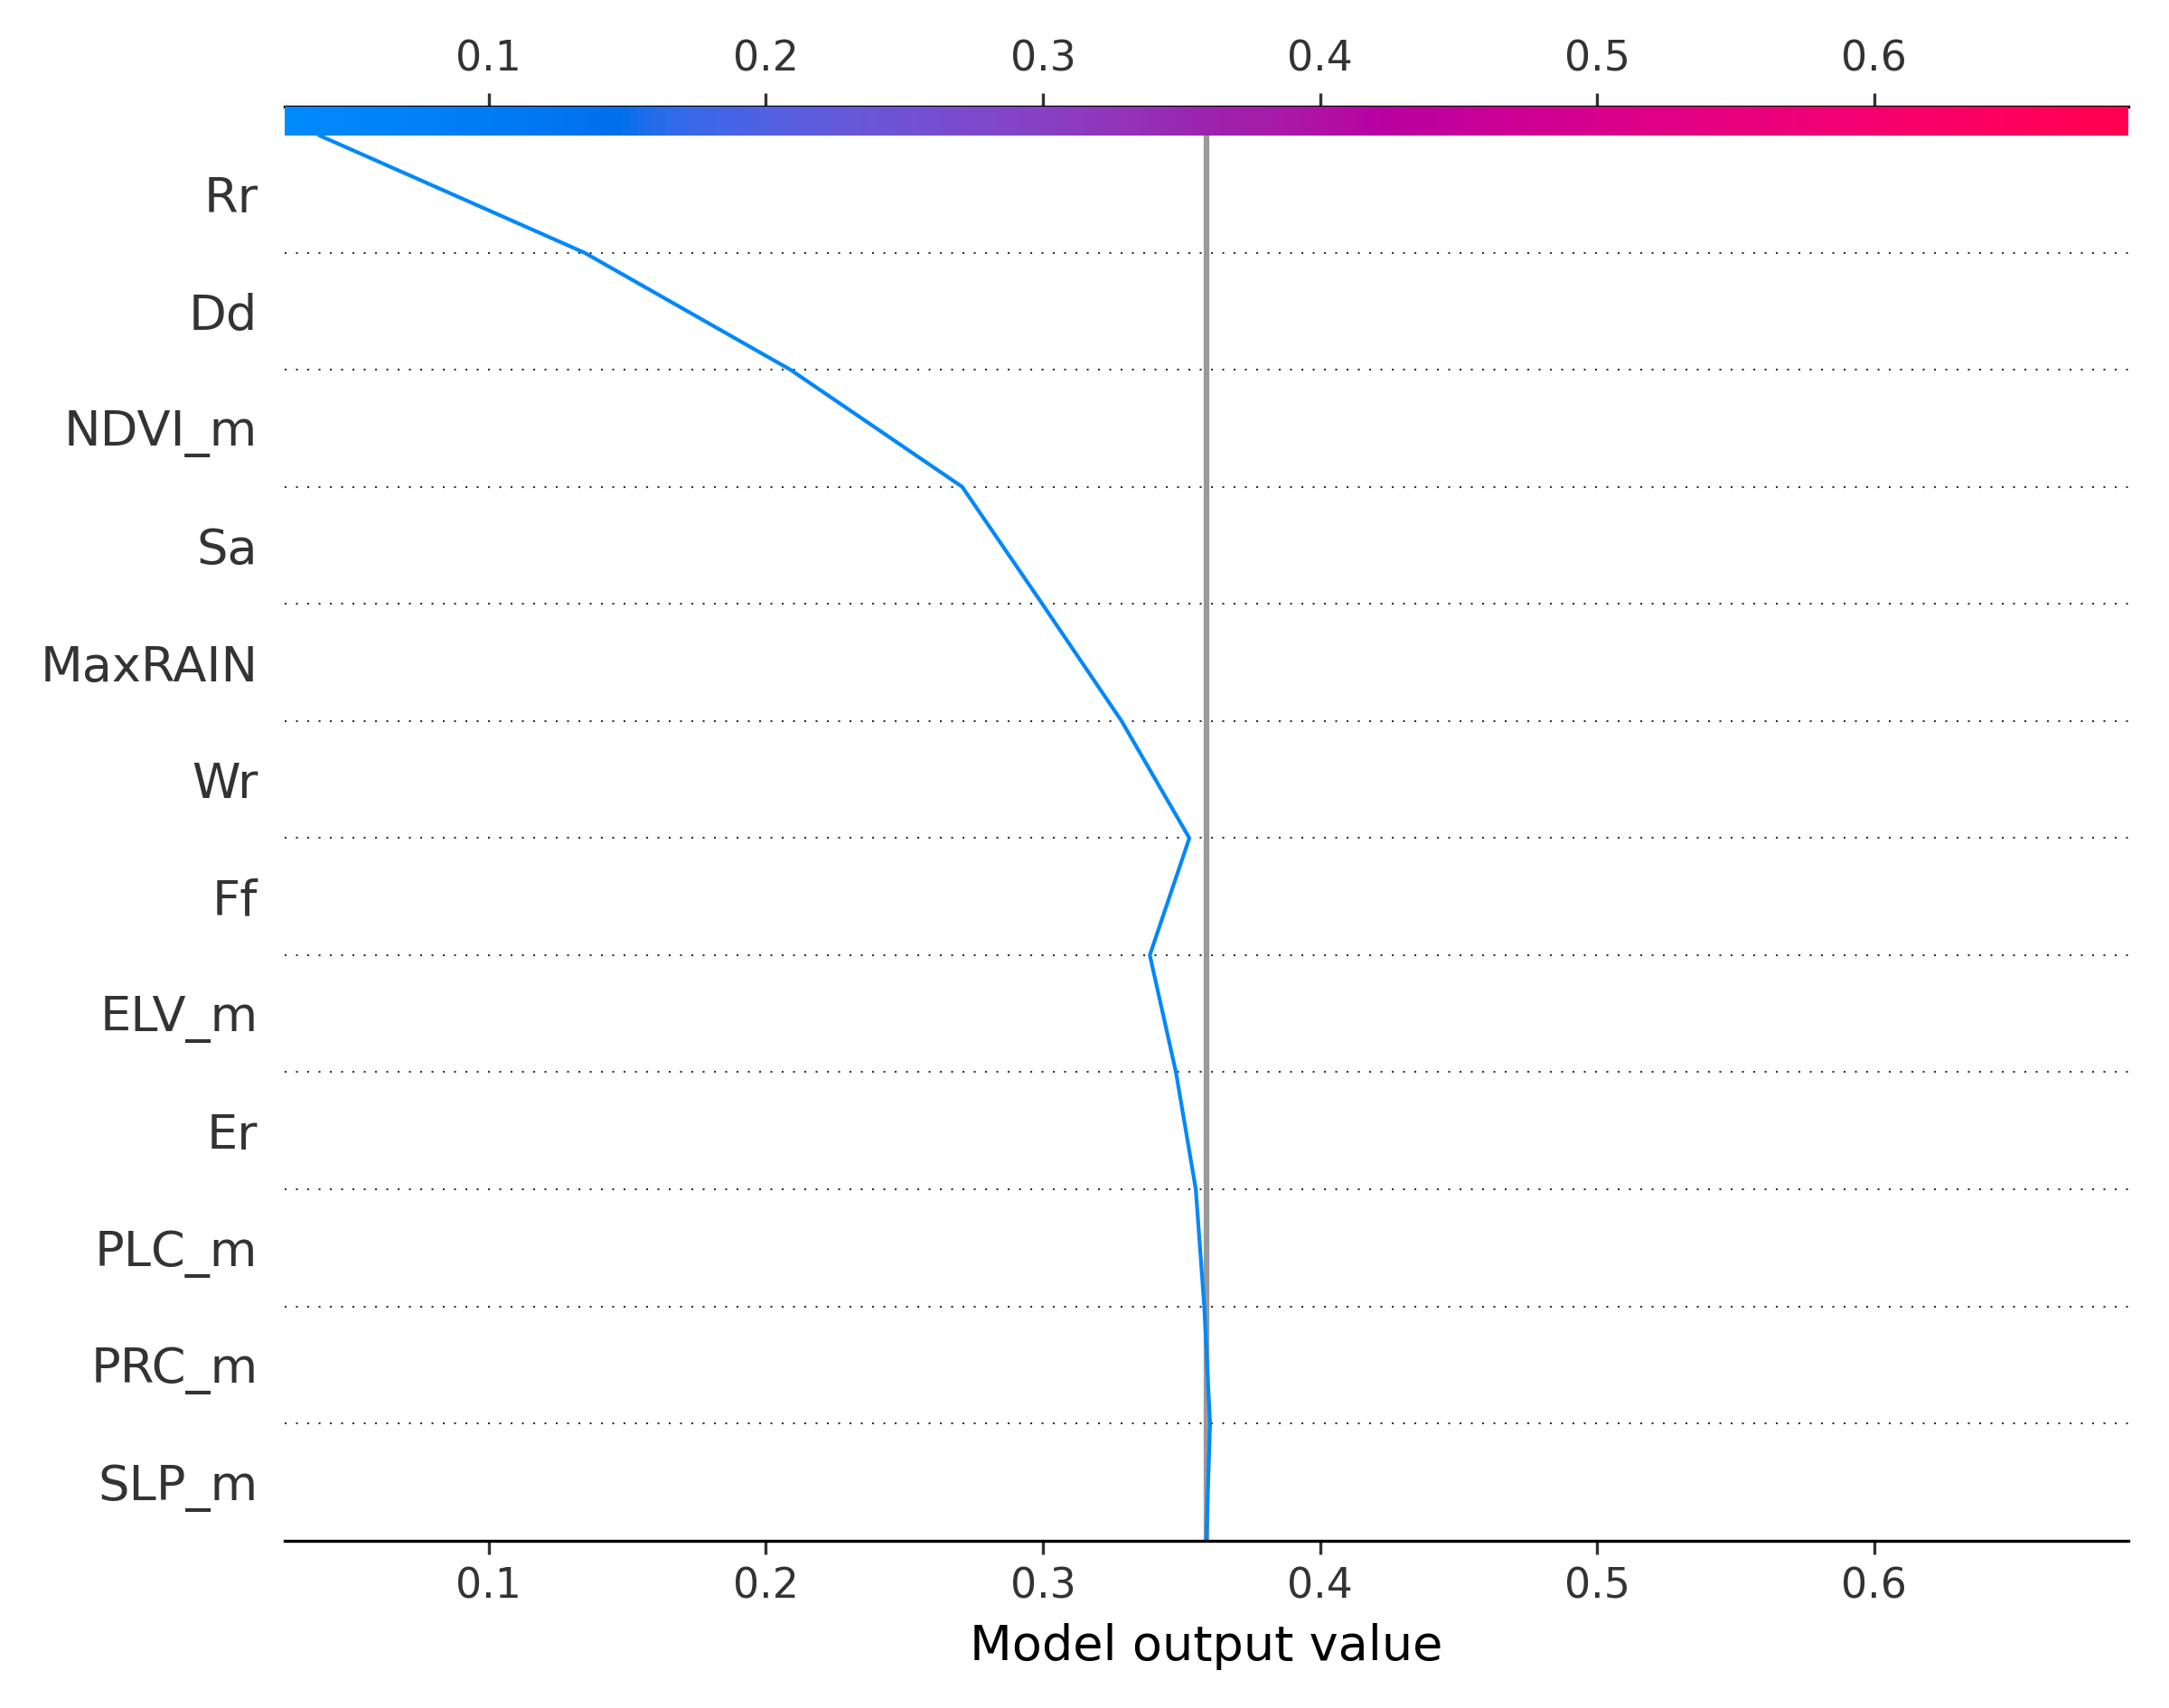 0.1 0.2 0.3 0.4 0.5 0.6
Rr
Dd
NDVI_m
Sa
MaxRAIN
Wr
Ff
ELV_m
Er
PLC_m
PRC_m
SLP_m
0.1 0.2 0.3 0.4 0.5 0.6
Model output value